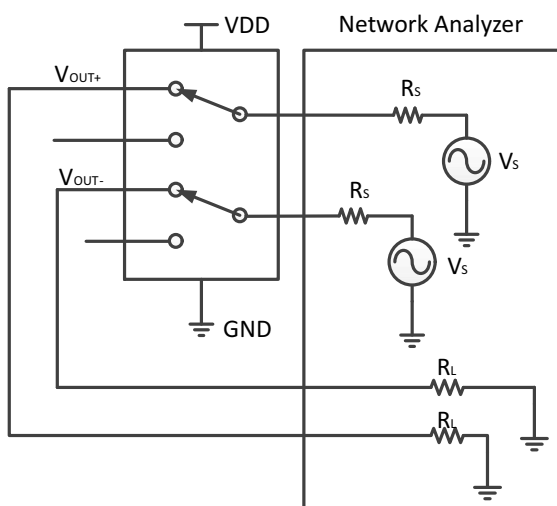 VDD
Network Analyzer
VOUT+
RS
VS
VOUT-
RS
VS
GND
RL
RL